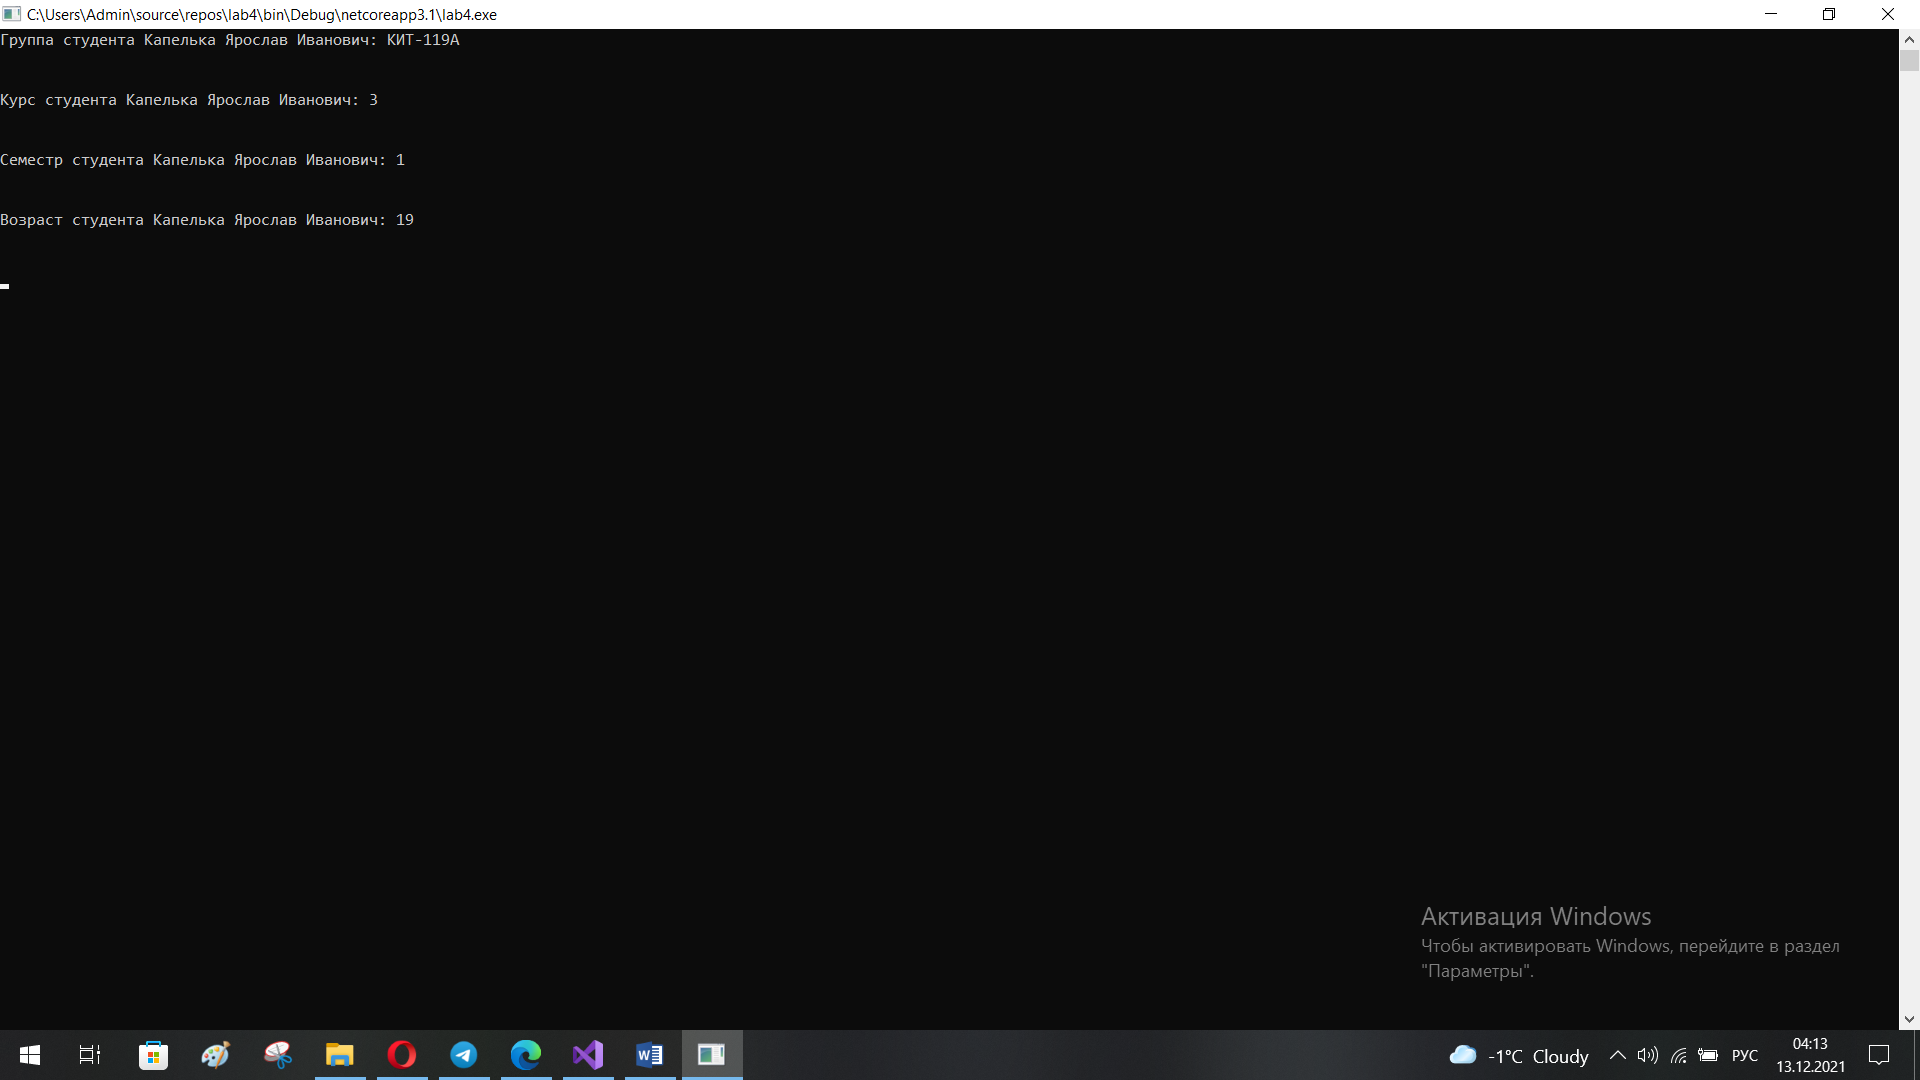 C:\Users\Admin\source\repos\lab4\bin\Debug\netcoreapp3.1\lab4.exe
Группа студента Капелька Ярослав Иванович: КИТ-119А
Курс студента Капелька Ярослав Иванович: 3
Семестр студента Капелька Ярослав Иванович: 1
Возраст студента Капелька Ярослав Иванович: 19
Активация Windows
Чтобы активировать Windows, перейдите в раздел
"Параметры".
-1°C Cloudy
РУС
04:13
13.12.2021